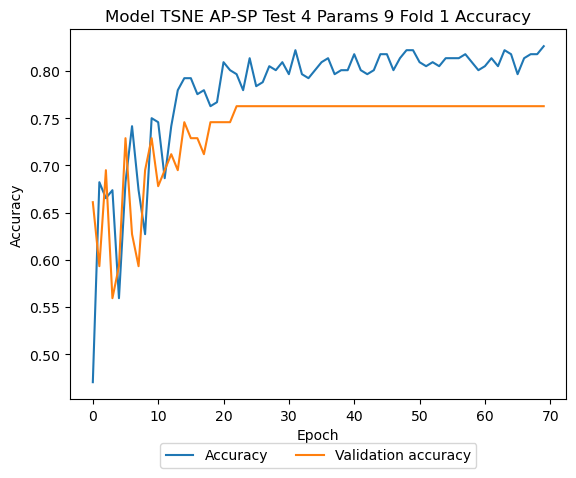 Model TSNE AP-SP Test 4 Params 9 Fold 1 Accuracy
0.80
0.75
0.70
0.65
0.60
0.55
0.50
Accuracy
0 10 20 30 40 50 60 70
Epoch
Accuracy Validation accuracy